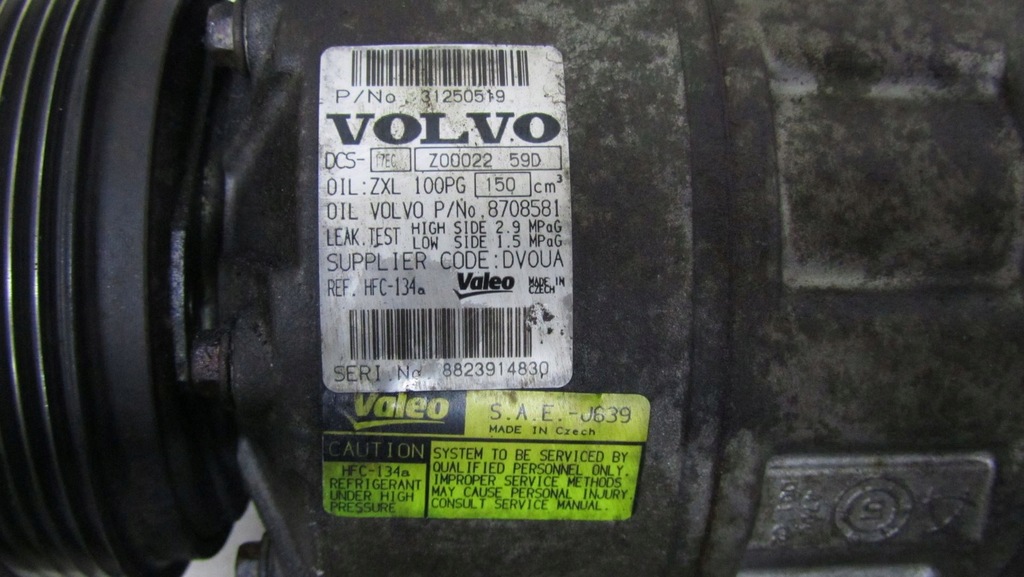 P/No 31250519
VOLVO
DCS- 17EC Z00022 59D
OIL:ZXL 100PG 150 cm³
OIL VOLVO P/No.8708581
LEAK.TEST HIGH SIDE 2.9 MPaG
LOW SIDE 1.5 MPaG
SUPPLIER CODE:DVOUA
REF. HFC-134a Valeo MADE IN CZECH
SERI No 8823914830
Valeo S.A.E.-J639
MADE IN Czech
CAUTION
HFC-134a
REFRIGERANT
UNDER HIGH
PRESSURE
SYSTEM TO BE SERVICED BY
QUALIFIED PERSONNEL ONLY.
IMPROPER SERVICE METHODS
MAY CAUSE PERSONAL INJURY.
CONSULT SERVICE MANUAL.